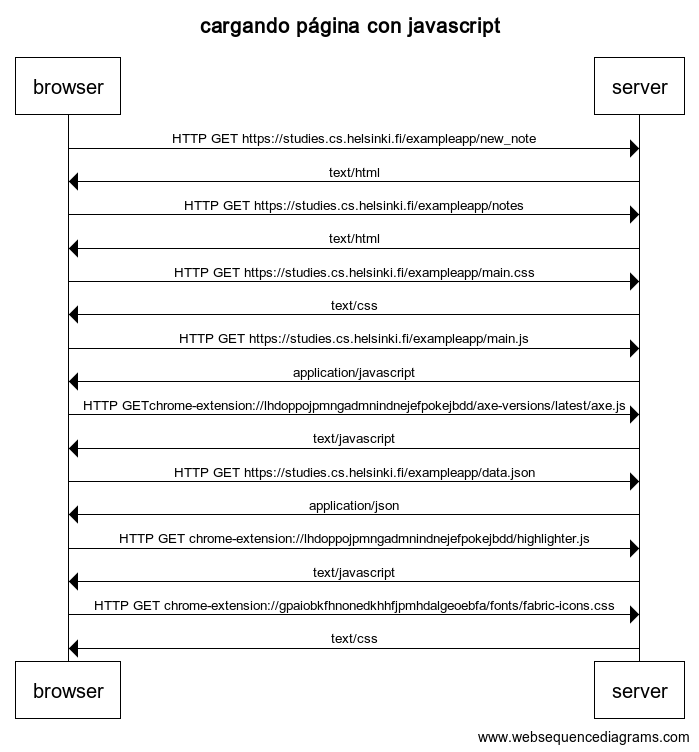 cargando página con javascript
browser
server
HTTP GET https://studies.cs.helsinki.fi/exampleapp/new_note
text/html
HTTP GET https://studies.cs.helsinki.fi/exampleapp/notes
text/html
HTTP GET https://studies.cs.helsinki.fi/exampleapp/main.css
text/css
HTTP GET https://studies.cs.helsinki.fi/exampleapp/main.js
application/javascript
HTTP GETchrome-extension://lhdoppojpmngadmnindnejefpokejbdd/axe-versions/latest/axe.js
text/javascript
HTTP GET https://studies.cs.helsinki.fi/exampleapp/data.json
application/json
HTTP GET chrome-extension://lhdoppojpmngadmnindnejefpokejbdd/highlighter.js
text/javascript
HTTP GET chrome-extension://gpaiobkfhnonedkhhfjpmhdalgeoebfa/fonts/fabric-icons.css
text/css
browser
server
www.websequencediagrams.com